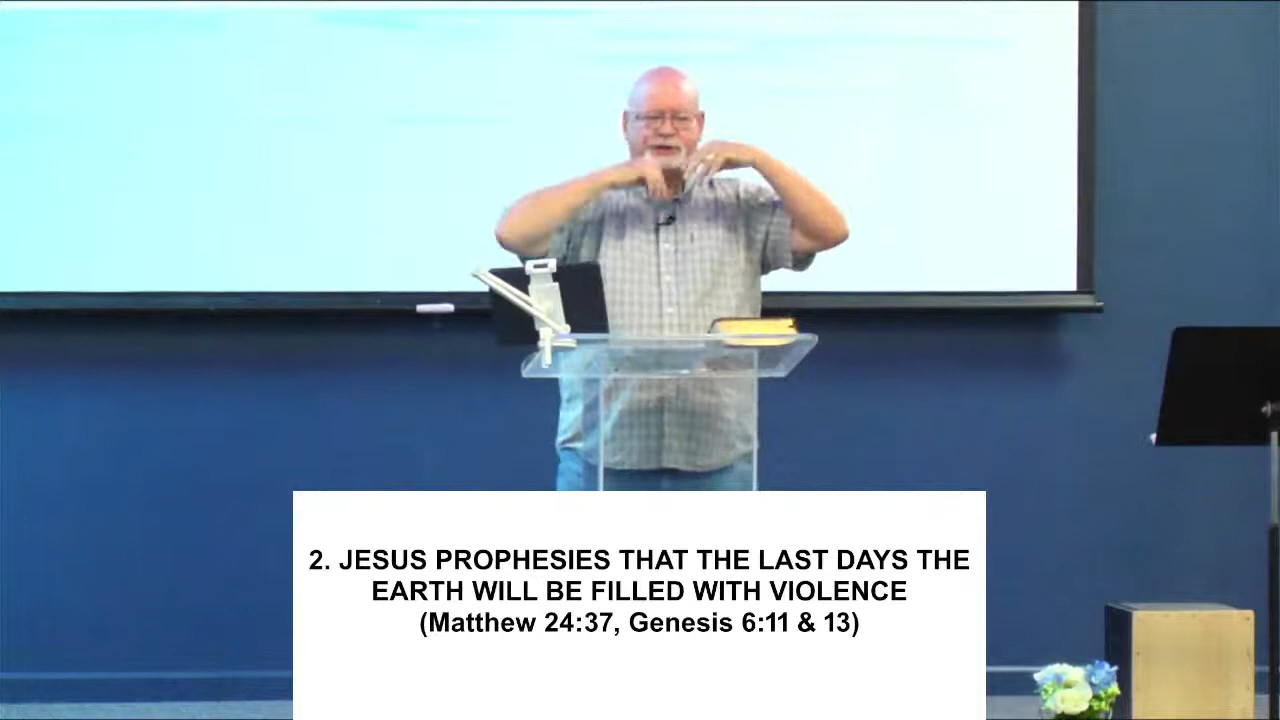 2. JESUS PROPHESIES THAT THE LAST DAYS THE
EARTH WILL BE FILLED WITH VIOLENCE
(Matthew 24:37, Genesis 6:11 & 13)